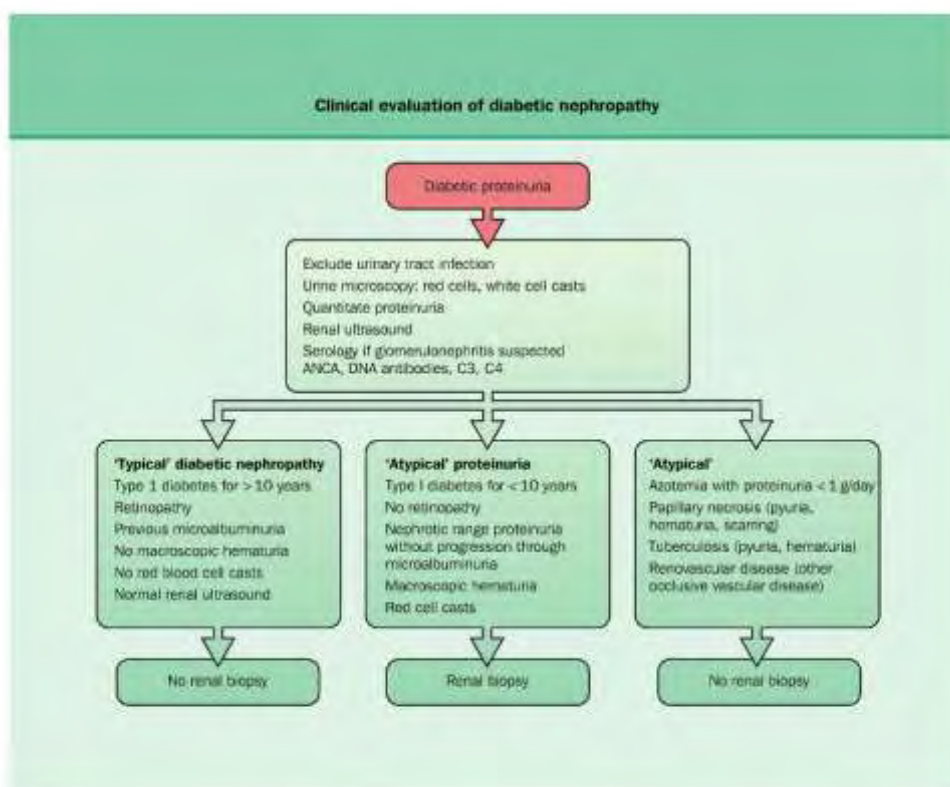 Clinical evaluation of diabetic nephropathy
Diabetic proteinuria
Exclude urinary tract infection
Urine microscopy: red cells, white cell casts
Quantitate proteinuria
Renal ultrasound
Serology if glomerulonephritis suspected
ANCA, DNA antibodies, C3, C4
'Typical' diabetic nephropathy
Type 1 diabetes for > 10 years
Retinopathy
Previous microalbuminuria
No macroscopic hematuria
No red blood cell casts
Normal renal ultrasound
No renal biopsy
'Atypical' proteinuria
Type I diabetes for < 10 years
No retinopathy
Nephrotic range proteinuria
without progression through
microalbuminuria
Macroscopic hematuria
Red cell casts
Renal biopsy
'Atypical'
Azotemia with proteinuria < 1 g/day
Papillary necrosis (pyuria,
hematuria, scarring)
Tuberculosis (pyuria, hematuria)
Renovascular disease (other
occlusive vascular disease)
No renal biopsy